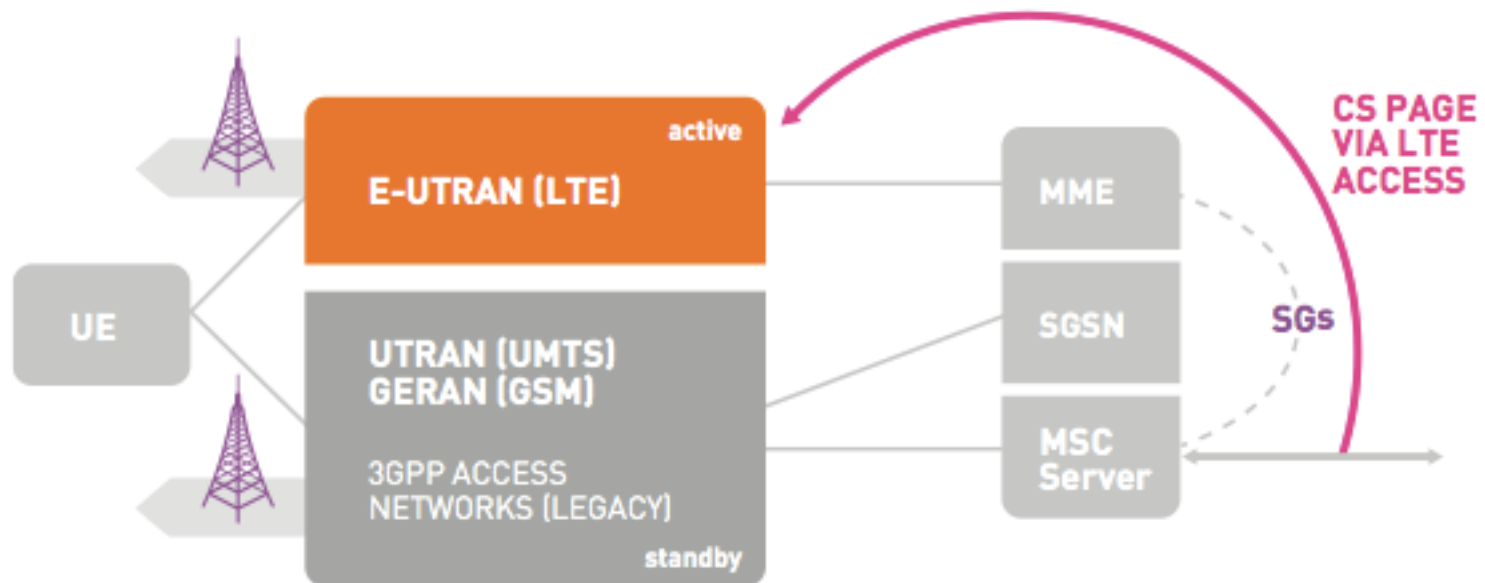 active
E-UTRAN (LTE)
UE
UTRAN (UMTS)
GERAN (GSM)
3GPP ACCESS
NETWORKS (LEGACY)
standby
MME
SGSN
MSC
Server
SGs
CS PAGE
VIA LTE
ACCESS